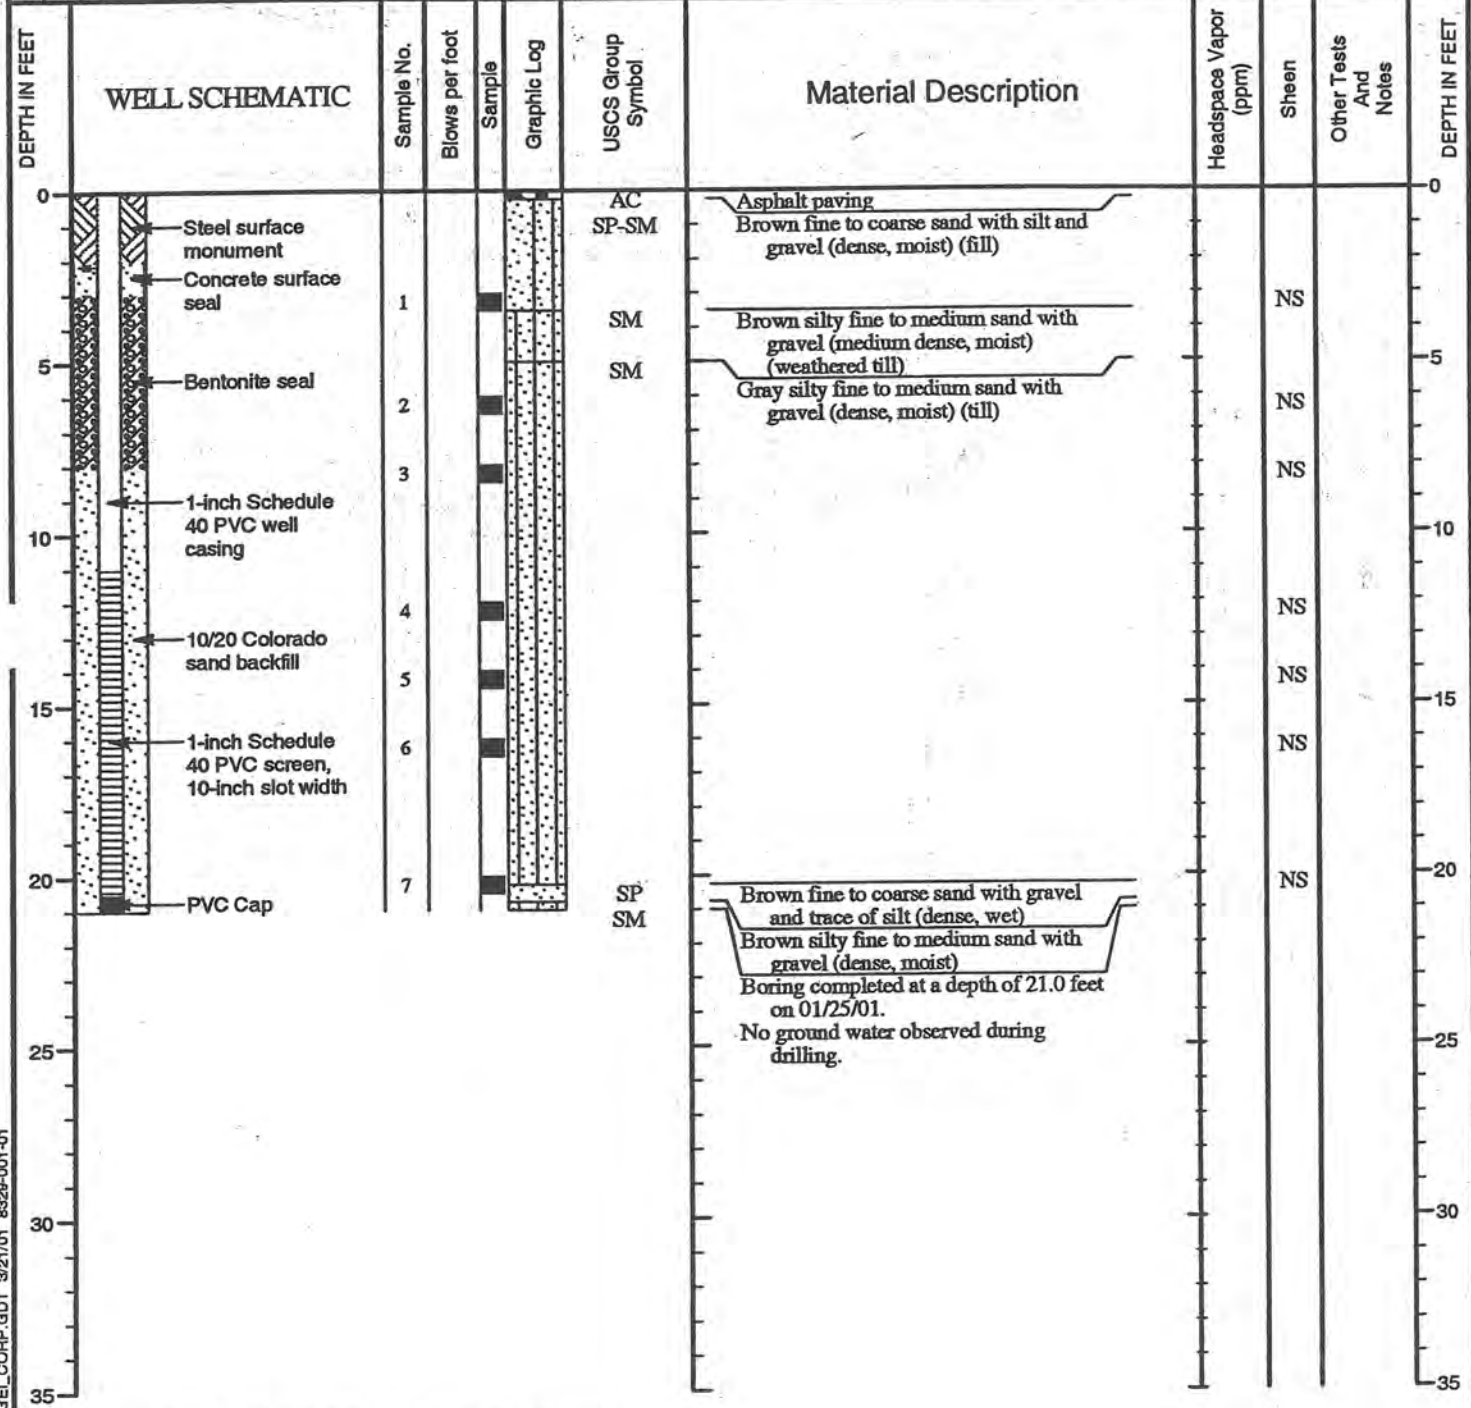 DEPTH IN FEET
WELL SCHEMATIC
Sample No.
Blows per foot
Sample
Graphic Log
USCS Group
Symbol
Material Description
Headspace Vapor
(ppm)
Sheen
Other Tests
And
Notes
DEPTH IN FEET
0
5
10
15
20
25
30
35
Steel surface
monument
Concrete surface
seal
Bentonite seal
1-inch Schedule
40 PVC well
casing
10/20 Colorado
sand backfill
1-inch Schedule
40 PVC screen,
10-inch slot width
PVC Cap
1
2
3
4
5
6
7
AC
SP-SM
SM
SM
SP
SM
Asphalt paving
Brown fine to coarse sand with silt and
gravel (dense, moist) (fill)
Brown silty fine to medium sand with
gravel (medium dense, moist)
(weathered till)
Gray silty fine to medium sand with
gravel (dense, moist) (till)
Brown fine to coarse sand with gravel
and trace of silt (dense, wet)
Brown silty fine to medium sand with
gravel (dense, moist)
Boring completed at a depth of 21.0 feet
on 01/25/01.
No ground water observed during
drilling.
NS
NS
NS
NS
NS
NS
NS
0
5
10
15
20
25
30
35
3/21/01 8329-001-01